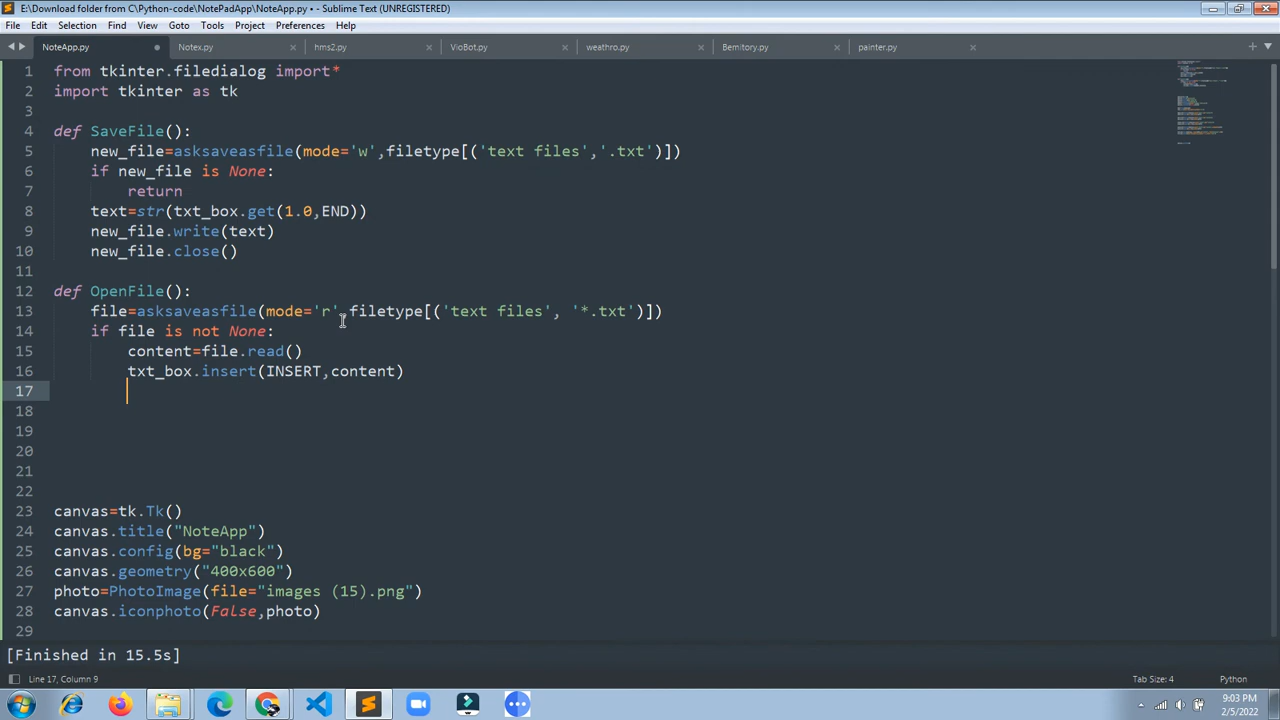 E:\Download folder from C\Python-code\NotePadApp\NoteApp.py • - Sublime Text (UNREGISTERED)
File Edit Selection Find View Goto Tools Project Preferences Help
NoteApp.py Notex.py hms2.py VioBot.py weathro.py Bemitory.py painter.py
1 from tkinter.filedialog import*
2 import tkinter as tk
3
4 def SaveFile():
5 new_file=asksaveasfile(mode='w',filetype[('text files','.txt')])
6 if new_file is None:
7 return
8 text=str(txt_box.get(1.0,END))
9 new_file.write(text)
10 new_file.close()
11
12 def OpenFile():
13 file=asksaveasfile(mode='r',filetype[('text files', '*.txt')])
14 if file is not None:
15 content=file.read()
16 txt_box.insert(INSERT,content)
17
18
19
20
21
22
23 canvas=tk.Tk()
24 canvas.title("NoteApp")
25 canvas.config(bg="black")
26 canvas.geometry("400x600")
27 photo=PhotoImage(file="images (15).png")
28 canvas.iconphoto(False,photo)
29
[Finished in 15.5s]
Line 17, Column 9 Tab Size: 4 Python
9:03 PM
2/5/2022